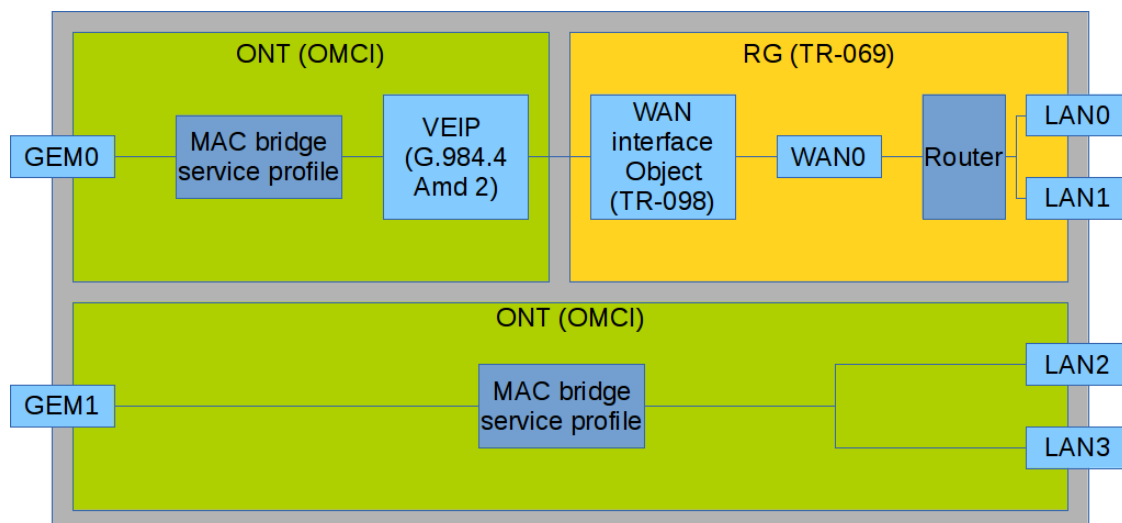 ONT (OMCI)
RG (TR-069)
GEM0
MAC bridge
service profile
VEIP
(G.984.4
Amd 2)
WAN
interface
Object
(TR-098)
WAN0
Router
LAN0
LAN1
ONT (OMCI)
GEM1
MAC bridge
service profile
LAN2
LAN3